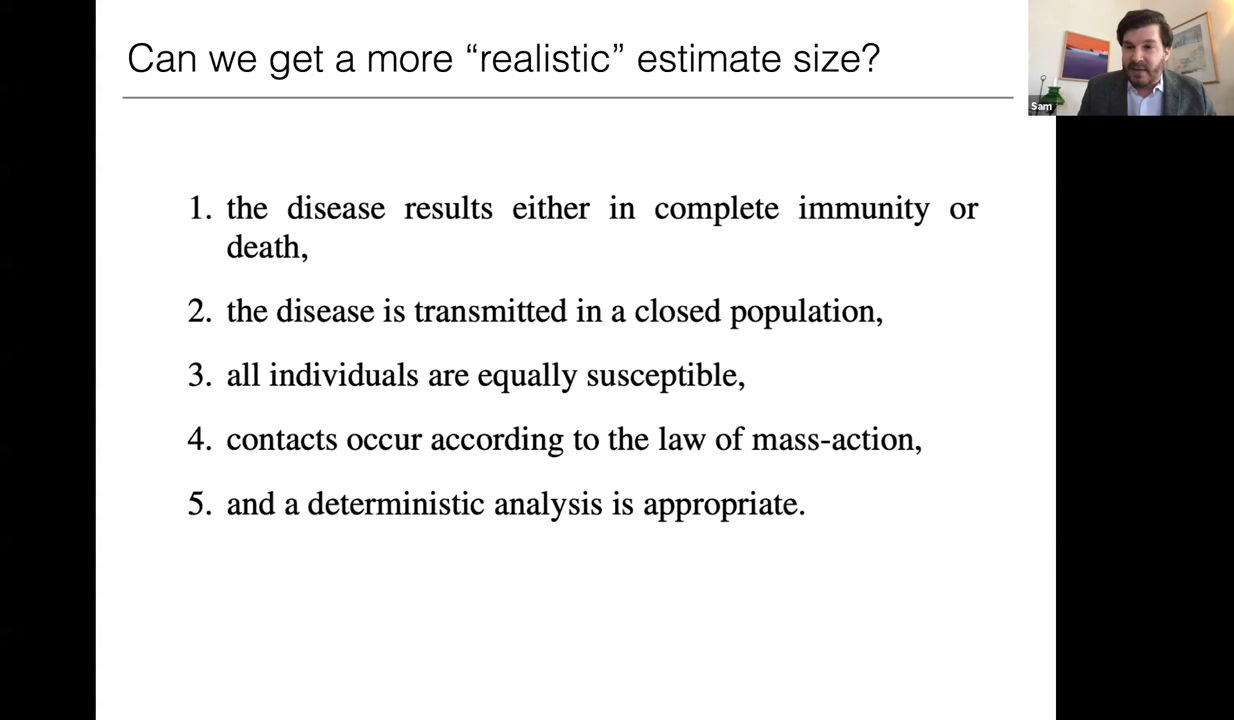 Can we get a more “realistic” estimate size?
Sam
1. the disease results either in complete immunity or
death,
2. the disease is transmitted in a closed population,
3. all individuals are equally susceptible,
4. contacts occur according to the law of mass-action,
5. and a deterministic analysis is appropriate.